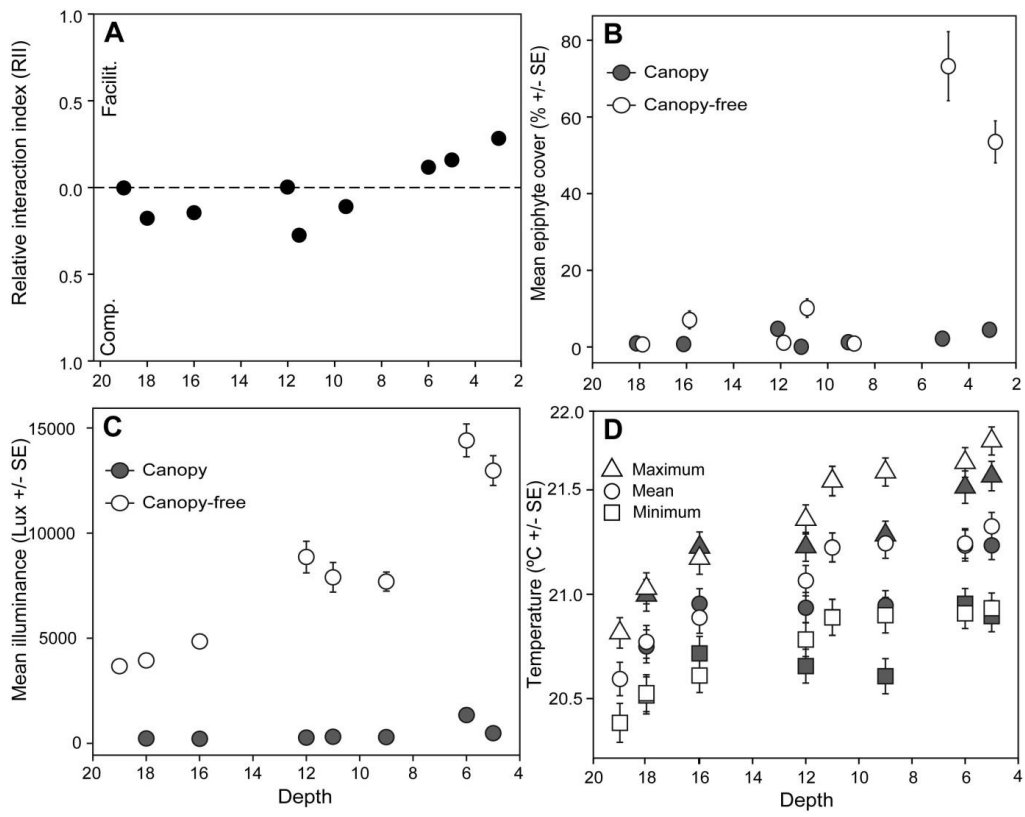 A
Relative interaction index (RII)
Facilit.
Comp.
1.0
0.5
0.0
0.5
1.0
20 18 16 14 12 10 8 6 4 2
B
Mean epiphyte cover (% +/- SE)
Canopy
Canopy-free
80
60
40
20
0
20 18 16 14 12 10 8 6 4 2
C
Mean illuminance (Lux +/- SE)
Canopy
Canopy-free
15000
10000
5000
0
20 18 16 14 12 10 8 6 4
Depth
D
Temperature (ºC +/- SE)
Maximum
Mean
Minimum
22.0
21.5
21.0
20.5
20 18 16 14 12 10 8 6 4
Depth